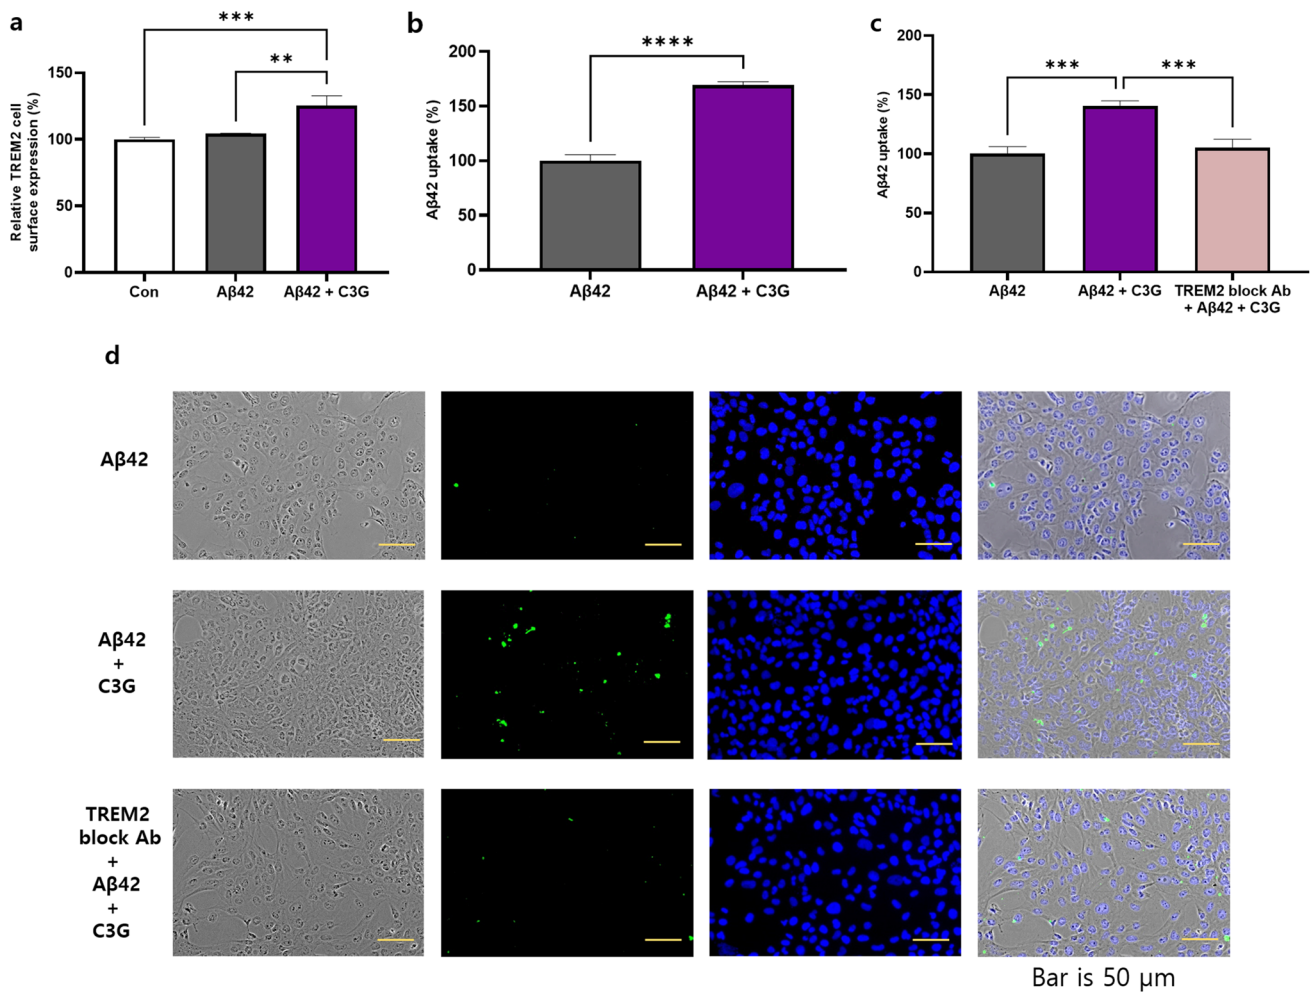 a
***
**
Relative TREM2 cell
surface expression (%)
150
100
50
0
Con
Aβ42
Aβ42 + C3G
b
****
Aβ42 uptake (%)
200
150
100
50
0
Aβ42
Aβ42 + C3G
c
***
***
Aβ42 uptake (%)
200
150
100
50
0
Aβ42
Aβ42 + C3G
TREM2 block Ab
+ Aβ42 + C3G
d
Aβ42
Aβ42
+
C3G
TREM2
block Ab
+
Aβ42
+
C3G
Bar is 50 μm